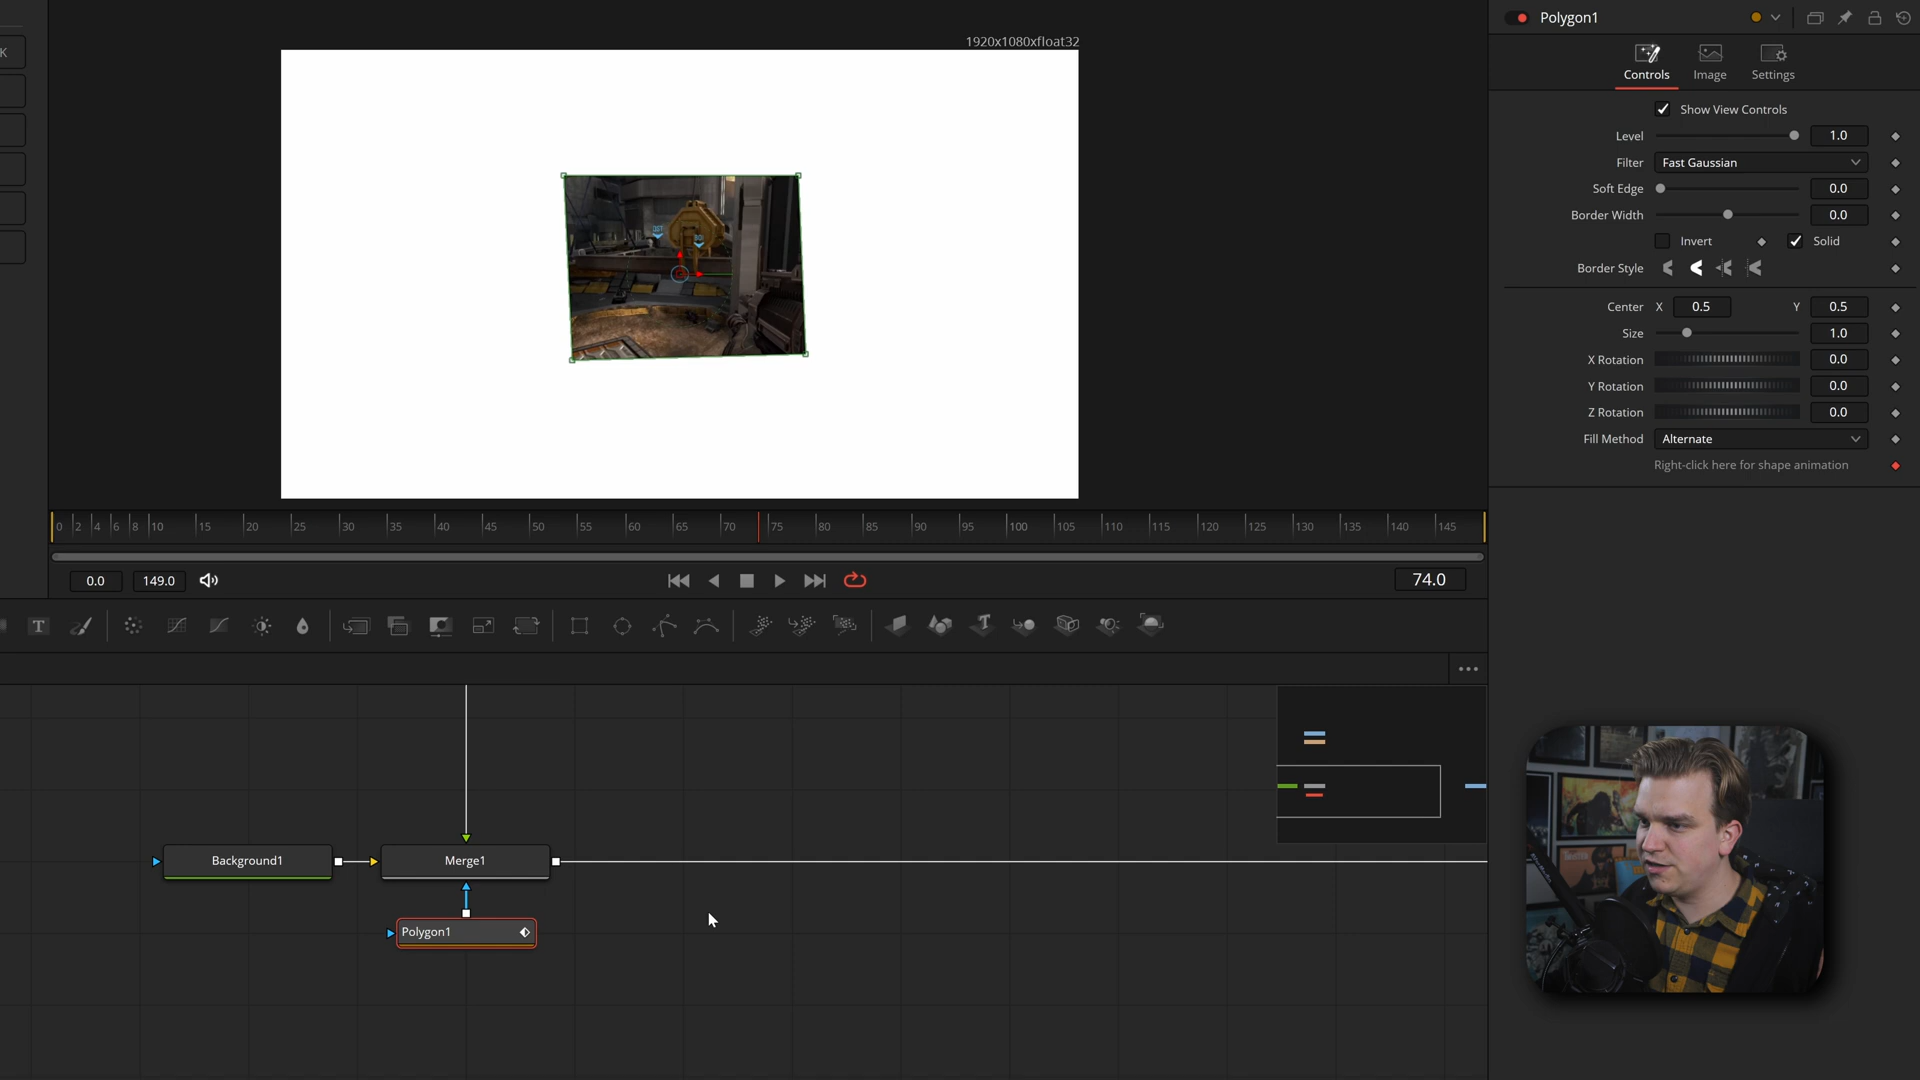 K
1920x1080xfloat32
Polygon1
Controls
Image
Settings
Show View Controls
Level 1.0
Filter Fast Gaussian
Soft Edge 0.0
Border Width 0.0
Invert Solid
Border Style
Center X 0.5 Y 0.5
Size 1.0
X Rotation 0.0
Y Rotation 0.0
Z Rotation 0.0
Fill Method Alternate
Right-click here for shape animation
0 2 4 6 8 10 15 20 25 30 35 40 45 50 55 60 65 70 75 80 85 90 95 100 105 110 115 120 125 130 135 140 145
0.0 149.0 74.0
T T
Background1 Merge1
Polygon1